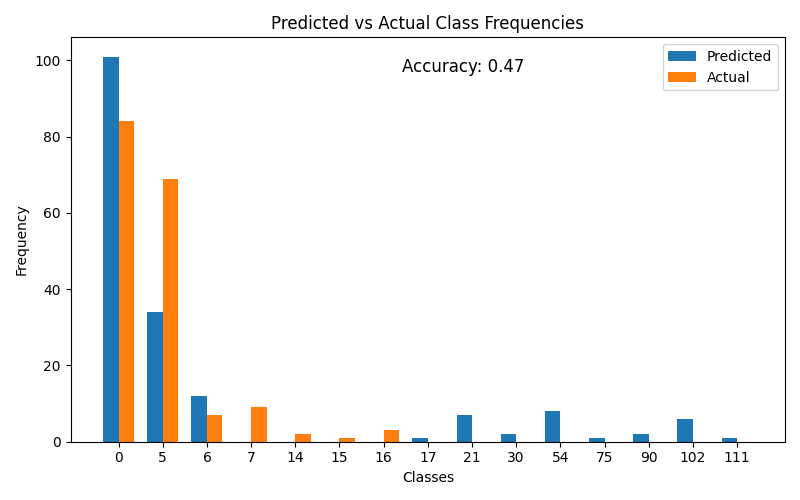 Predicted vs Actual Class Frequencies
Accuracy: 0.47
Predicted
Actual
Frequency
100
80
60
40
20
0
0 5 6 7 14 15 16 17 21 30 54 75 90 102 111
Classes